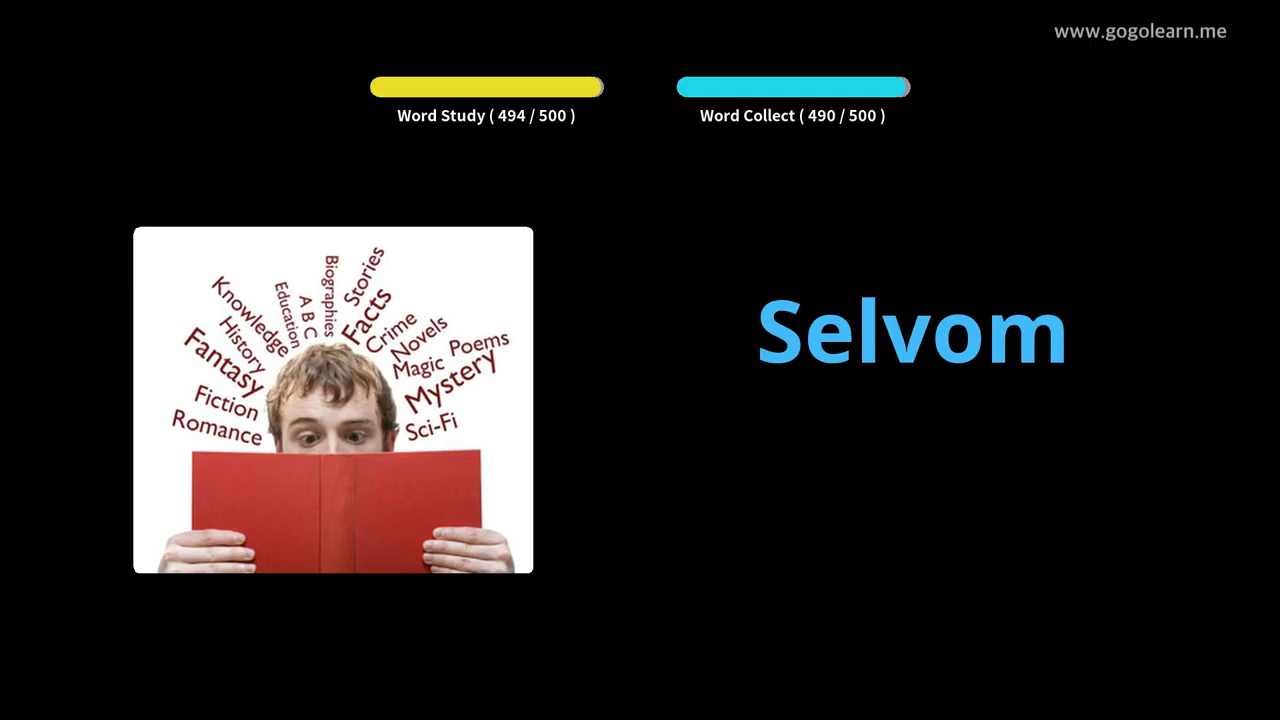 www.gogolearn.me
Word Study ( 494 / 500 )
Word Collect ( 490 / 500 )
Biographies
Stories
Education
A B C
Facts
Knowledge
Crime
History
Novels
Fantasy
Magic
Poems
Mystery
Fiction
Romance
Sci-Fi
Selvom